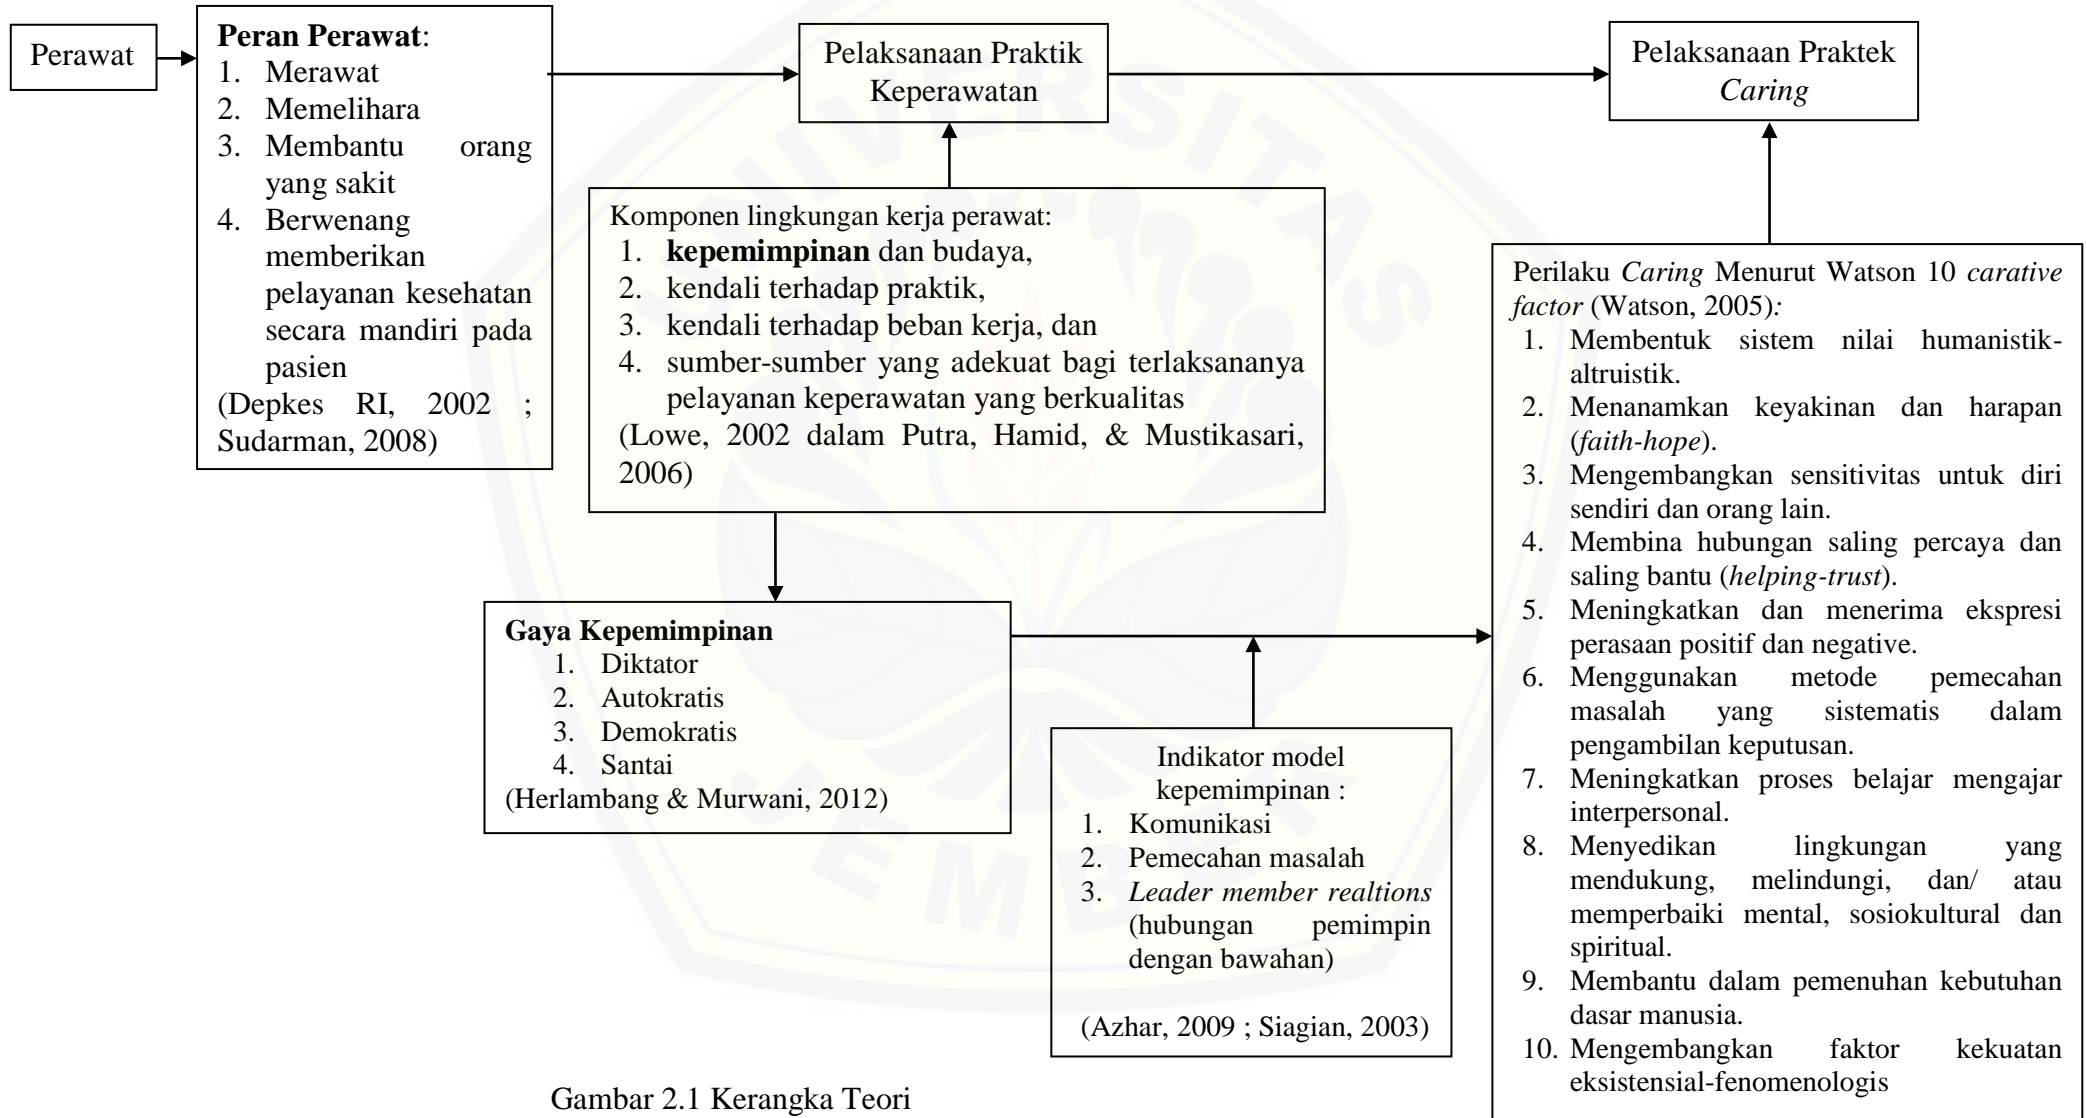 Perawat
Peran Perawat:
1. Merawat
2. Memelihara
3. Membantu orang
yang sakit
4. Berwenang
memberikan
pelayanan kesehatan
secara mandiri pada
pasien
(Depkes RI, 2002 ;
Sudarman, 2008)
Pelaksanaan Praktik
Keperawatan
Pelaksanaan Praktek
Caring
Komponen lingkungan kerja perawat:
1. kepemimpinan dan budaya,
2. kendali terhadap praktik,
3. kendali terhadap beban kerja, dan
4. sumber-sumber yang adekuat bagi terlaksananya
pelayanan keperawatan yang berkualitas
(Lowe, 2002 dalam Putra, Hamid, & Mustikasari,
2006)
Gaya Kepemimpinan
1. Diktator
2. Autokratis
3. Demokratis
4. Santai
(Herlambang & Murwani, 2012)
Indikator model
kepemimpinan :
1. Komunikasi
2. Pemecahan masalah
3. Leader member realtions
(hubungan pemimpin
dengan bawahan)
(Azhar, 2009 ; Siagian, 2003)
Perilaku Caring Menurut Watson 10 carative
factor (Watson, 2005):
1. Membentuk sistem nilai humanistik-
altruistik.
2. Menanamkan keyakinan dan harapan
(faith-hope).
3. Mengembangkan sensitivitas untuk diri
sendiri dan orang lain.
4. Membina hubungan saling percaya dan
saling bantu (helping-trust).
5. Meningkatkan dan menerima ekspresi
perasaan positif dan negative.
6. Menggunakan metode pemecahan
masalah yang sistematis dalam
pengambilan keputusan.
7. Meningkatkan proses belajar mengajar
interpersonal.
8. Menyedikan lingkungan yang
mendukung, melindungi, dan/ atau
memperbaiki mental, sosiokultural dan
spiritual.
9. Membantu dalam pemenuhan kebutuhan
dasar manusia.
10. Mengembangkan faktor kekuatan
eksistensial-fenomenologis
Gambar 2.1 Kerangka Teori
UNIVERSITAS
JEMBER